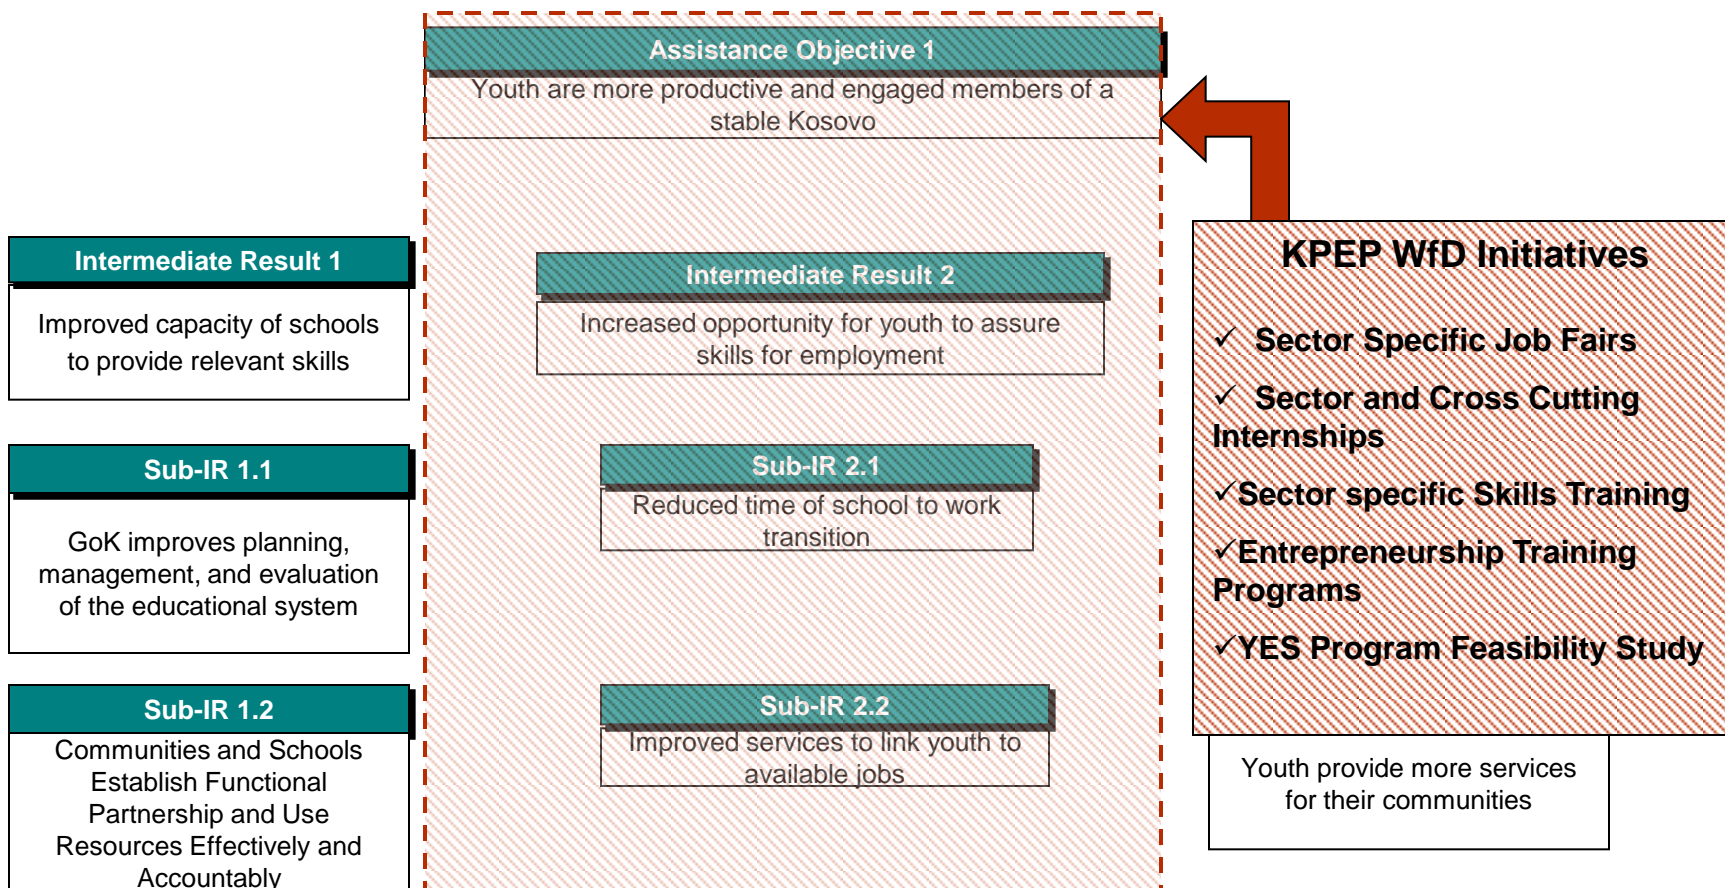 Assistance Objective 1
Youth are more productive and engaged members of a
stable Kosovo
Intermediate Result 1
Improved capacity of schools
to provide relevant skills
Sub-IR 1.1
GoK improves planning,
management, and evaluation
of the educational system
Sub-IR 1.2
Communities and Schools
Establish Functional
Partnership and Use
Resources Effectively and
Accountably
Intermediate Result 2
Increased opportunity for youth to assure
skills for employment
Sub-IR 2.1
Reduced time of school to work
transition
Sub-IR 2.2
Improved services to link youth to
available jobs
KPEP WfD Initiatives
✓ Sector Specific Job Fairs
✓ Sector and Cross Cutting
Internships
✓Sector specific Skills Training
✓Entrepreneurship Training
Programs
✓YES Program Feasibility Study
Youth provide more services
for their communities